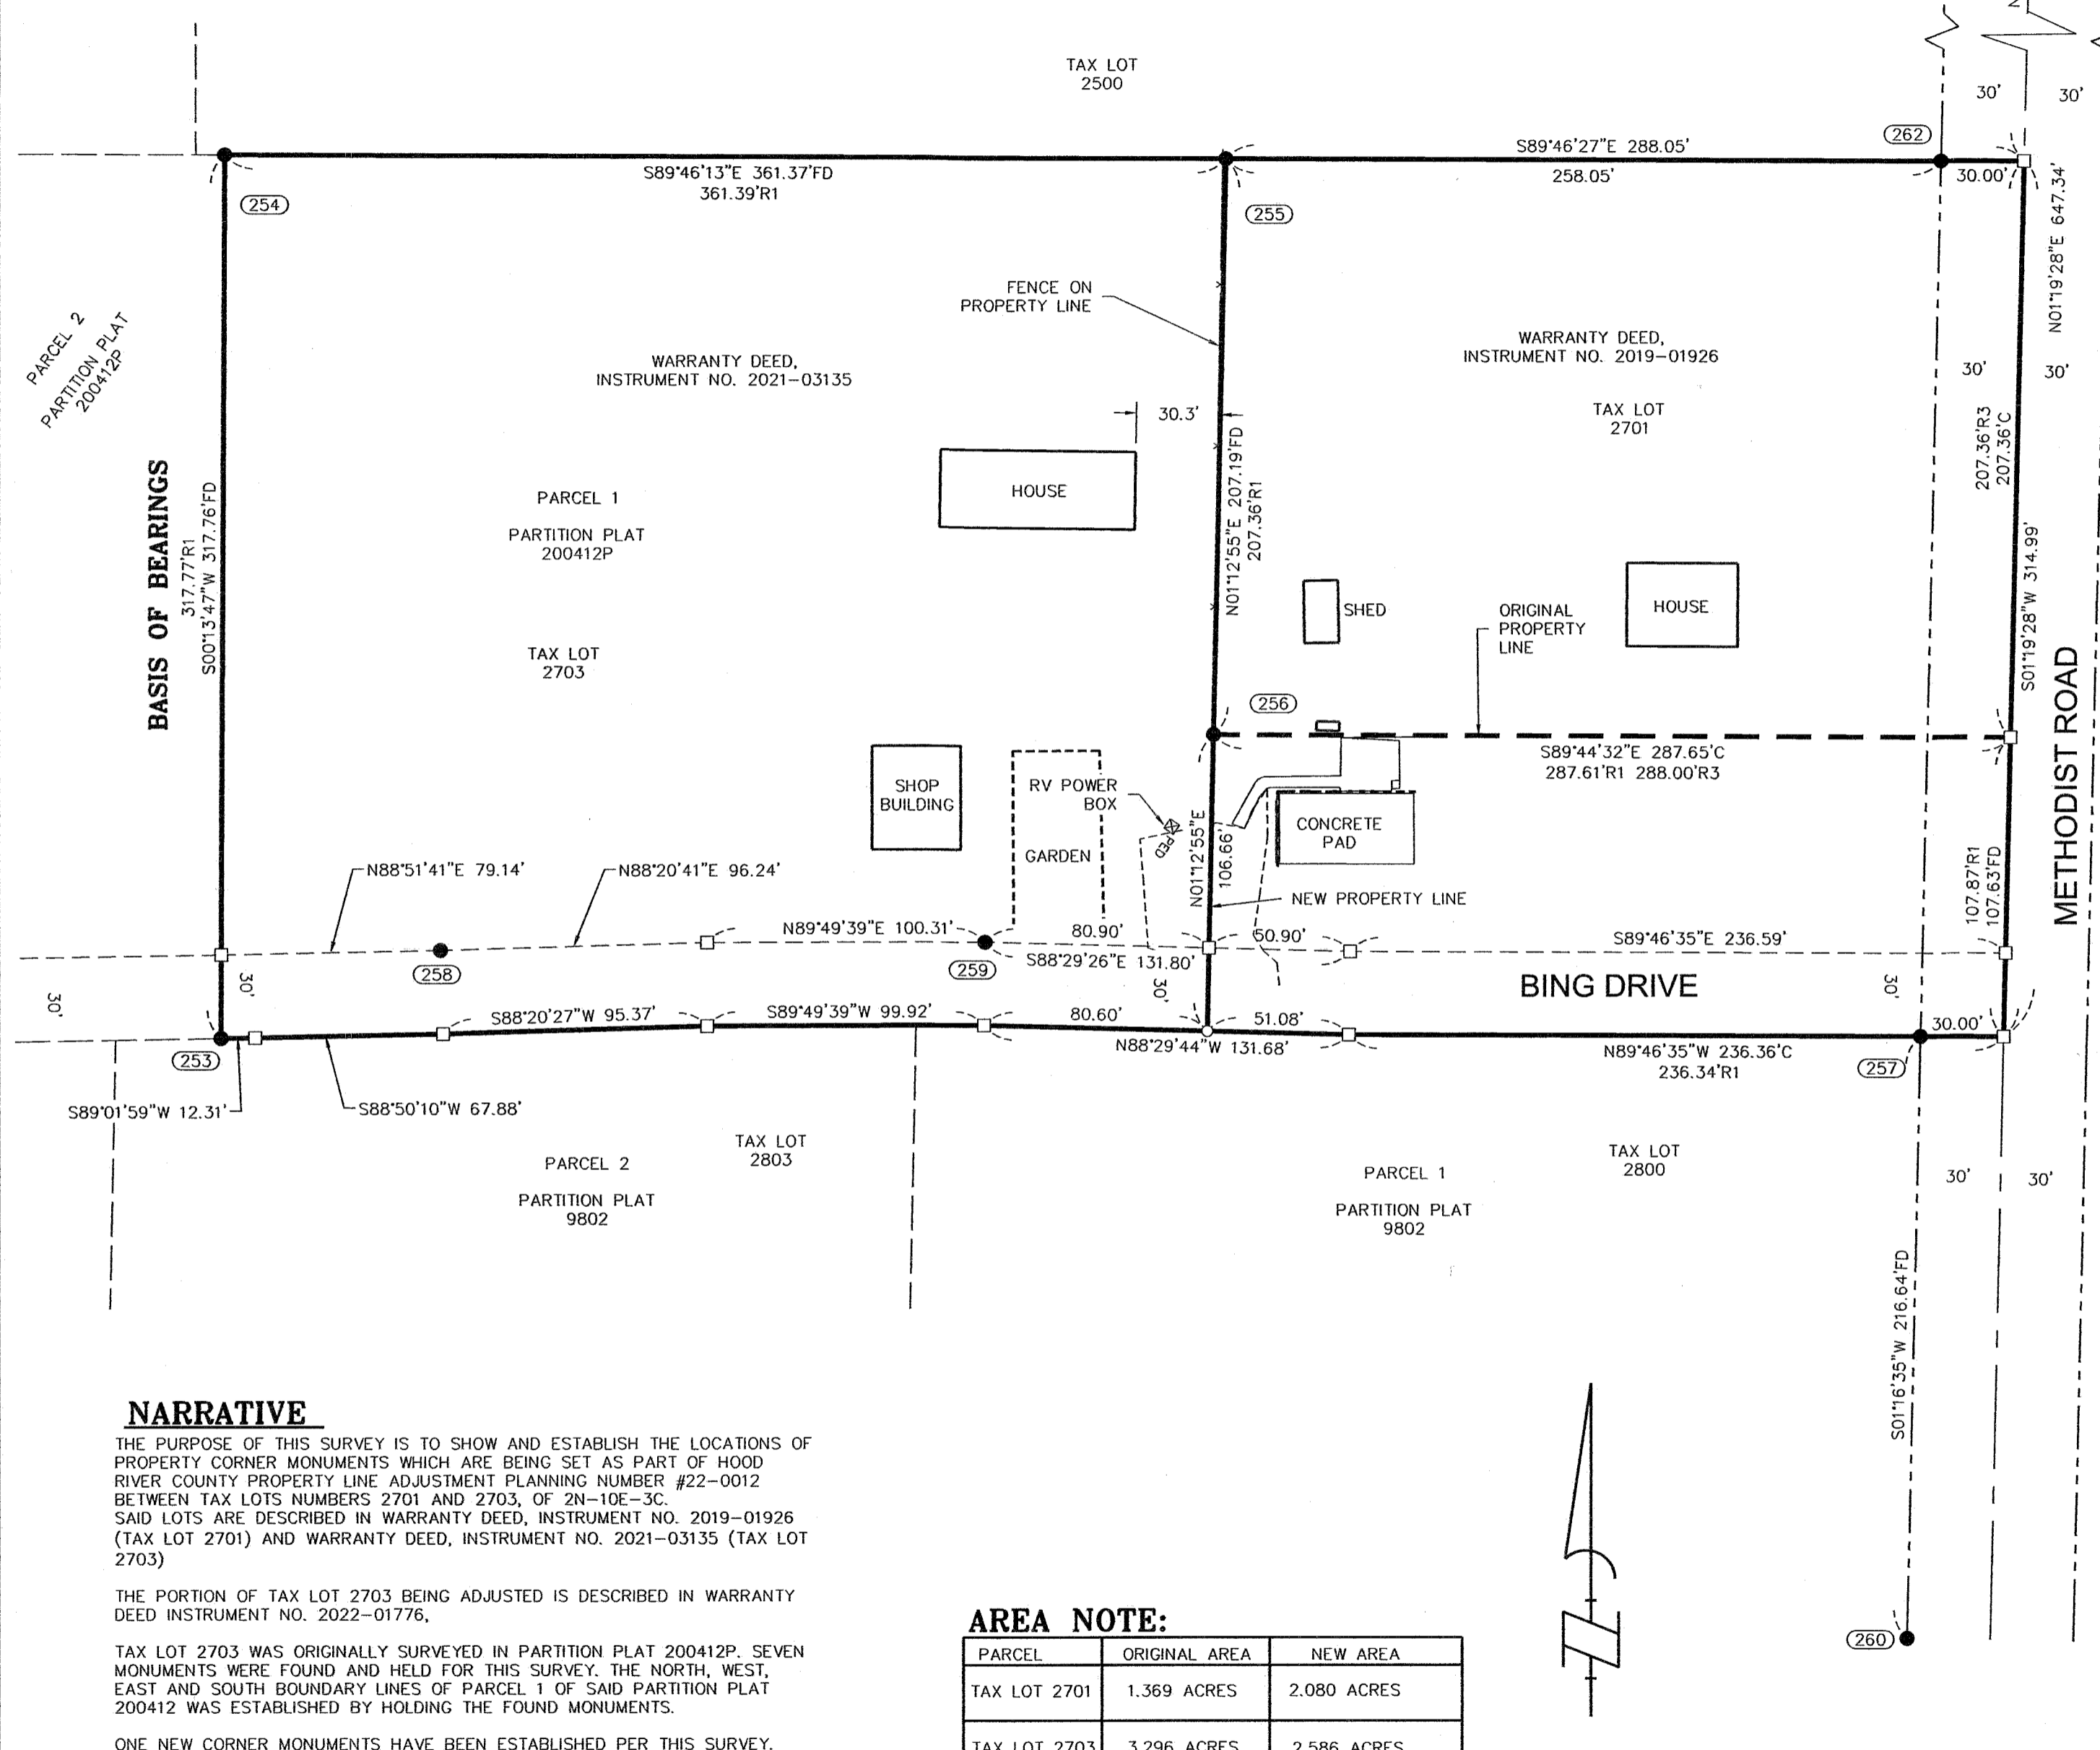 TAX LOT
2500
30'
30'
262
S89°46'13"E 361.37'FD
361.39'R1
S89°46'27"E 288.05'
258.05'
30.00'
254
255
N01°19'28"E 647.34'
PARCEL 2
PARTITION PLAT
200412P
FENCE ON
PROPERTY LINE
WARRANTY DEED,
INSTRUMENT NO. 2021-03135
WARRANTY DEED,
INSTRUMENT NO. 2019-01926
30'
30'
30.3'
TAX LOT
2701
207.36'R3
207.36'C
BASIS OF BEARINGS
317.77'R1
S00°13'47"W 317.76'FD
PARCEL 1
PARTITION PLAT
200412P
HOUSE
N01°12'55"E 207.19'FD
207.36'R1
SHED
ORIGINAL
PROPERTY
LINE
HOUSE
S01°19'28"W 314.99'
METHODIST ROAD
TAX LOT
2703
256
S89°44'32"E 287.65'C
287.61'R1 288.00'R3
SHOP
BUILDING
RV POWER
BOX
PED
GARDEN
CONCRETE
PAD
N01°12'55"E
106.66'
NEW PROPERTY LINE
107.87'R1
107.63'FD
N88°51'41"E 79.14'
N88°20'41"E 96.24'
N89°49'39"E 100.31'
80.90'
50.90'
S88°29'26"E 131.80'
S89°46'35"E 236.59'
258
259
30'
30'
30'
30'
BING DRIVE
S88°20'27"W 95.37'
S89°49'39"W 99.92'
80.60'
51.08'
N88°29'44"W 131.68'
30.00'
N89°46'35"W 236.36'C
236.34'R1
253
257
S89°01'59"W 12.31'
S88°50'10"W 67.88'
TAX LOT
2803
PARCEL 2
PARTITION PLAT
9802
PARCEL 1
PARTITION PLAT
9802
TAX LOT
2800
30'
30'
S01°16'35"W 216.64'FD
260
NARRATIVE
THE PURPOSE OF THIS SURVEY IS TO SHOW AND ESTABLISH THE LOCATIONS OF
PROPERTY CORNER MONUMENTS WHICH ARE BEING SET AS PART OF HOOD
RIVER COUNTY PROPERTY LINE ADJUSTMENT PLANNING NUMBER #22-0012
BETWEEN TAX LOTS NUMBERS 2701 AND 2703, OF 2N-10E-3C.
SAID LOTS ARE DESCRIBED IN WARRANTY DEED, INSTRUMENT NO. 2019-01926
(TAX LOT 2701) AND WARRANTY DEED, INSTRUMENT NO. 2021-03135 (TAX LOT
2703)
THE PORTION OF TAX LOT 2703 BEING ADJUSTED IS DESCRIBED IN WARRANTY
DEED INSTRUMENT NO. 2022-01776,
TAX LOT 2703 WAS ORIGINALLY SURVEYED IN PARTITION PLAT 200412P. SEVEN
MONUMENTS WERE FOUND AND HELD FOR THIS SURVEY. THE NORTH, WEST,
EAST AND SOUTH BOUNDARY LINES OF PARCEL 1 OF SAID PARTITION PLAT
200412 WAS ESTABLISHED BY HOLDING THE FOUND MONUMENTS.
ONE NEW CORNER MONUMENTS HAVE BEEN ESTABLISHED PER THIS SURVEY.
AREA NOTE:
PARCEL ORIGINAL AREA NEW AREA
TAX LOT 2701 1.369 ACRES 2.080 ACRES
TAX LOT 2703 3.296 ACRES 2.586 ACRES